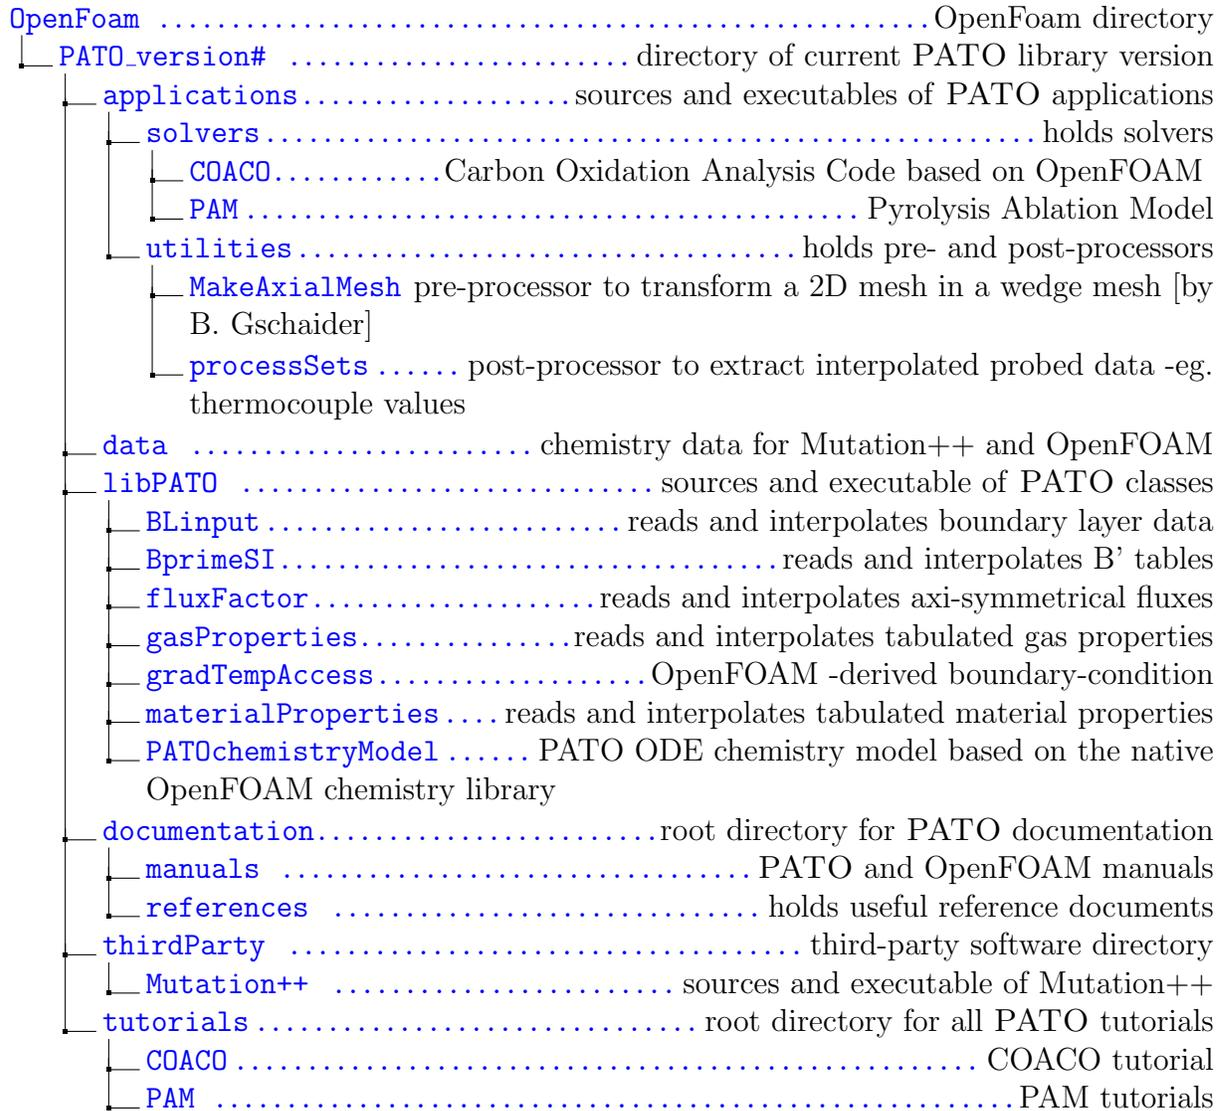 OpenFoam ........ OpenFoam directory
PATO_version# ........ directory of current PATO library version
applications ........ sources and executables of PATO applications
solvers ........ holds solvers
COACO ........ Carbon Oxidation Analysis Code based on OpenFOAM
PAM ........ Pyrolysis Ablation Model
utilities ........ holds pre- and post-processors
MakeAxialMesh pre-processor to transform a 2D mesh in a wedge mesh [by
B. Gschaider]
processSets ...... post-processor to extract interpolated probed data -eg.
thermocouple values
data ........ chemistry data for Mutation++ and OpenFOAM
libPATO ........ sources and executable of PATO classes
BLinput ........ reads and interpolates boundary layer data
BprimeSI ........ reads and interpolates B' tables
fluxFactor ........ reads and interpolates axi-symmetrical fluxes
gasProperties ........ reads and interpolates tabulated gas properties
gradTempAccess ........ OpenFOAM -derived boundary-condition
materialProperties .... reads and interpolates tabulated material properties
PATOchemistryModel ...... PATO ODE chemistry model based on the native
OpenFOAM chemistry library
documentation ........ root directory for PATO documentation
manuals ........ PATO and OpenFOAM manuals
references ........ holds useful reference documents
thirdParty ........ third-party software directory
Mutation++ ........ sources and executable of Mutation++
tutorials ........ root directory for all PATO tutorials
COACO ........ COACO tutorial
PAM ........ PAM tutorials